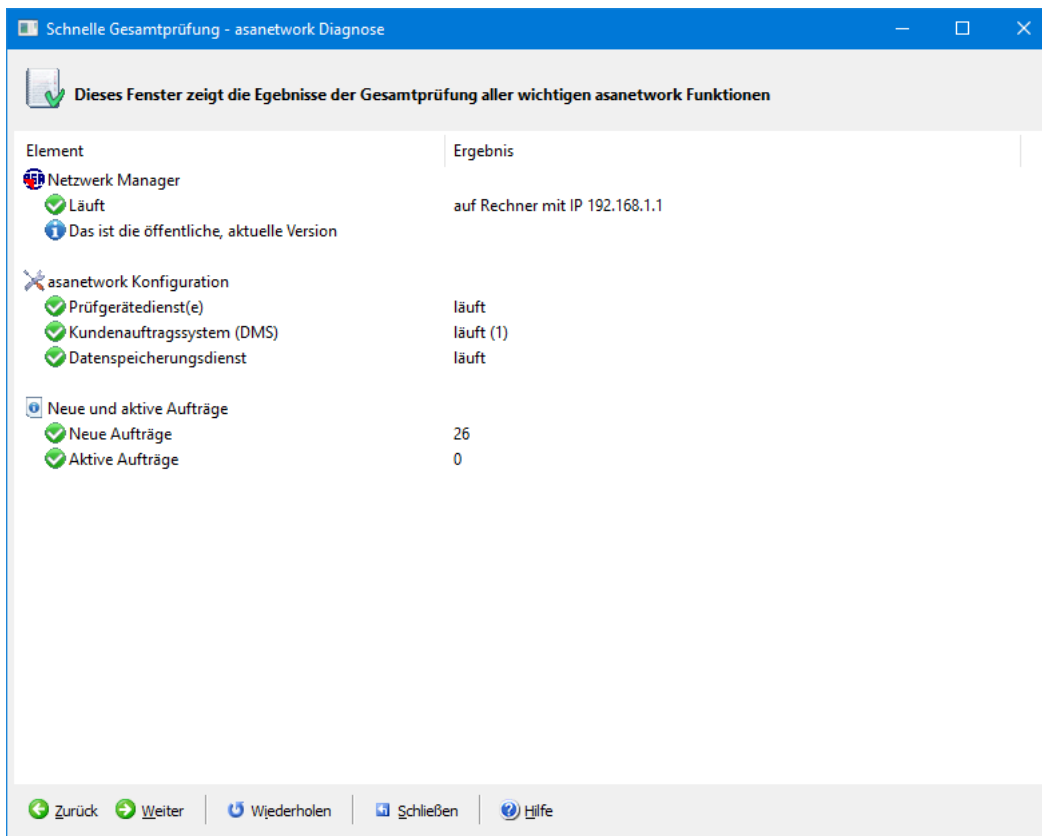 Schnelle Gesamtprüfung - asanetwork Diagnose
Dieses Fenster zeigt die Egebnisse der Gesamtprüfung aller wichtigen asanetwork Funktionen
Element Ergebnis
Netzwerk Manager
Läuft auf Rechner mit IP 192.168.1.1
Das ist die öffentliche, aktuelle Version
asanetwork Konfiguration
Prüfgerätedienst(e) läuft
Kundenauftragssystem (DMS) läuft (1)
Datenspeicherungsdienst läuft
Neue und aktive Aufträge
Neue Aufträge 26
Aktive Aufträge 0
Zurück Weiter Wiederholen Schließen Hilfe